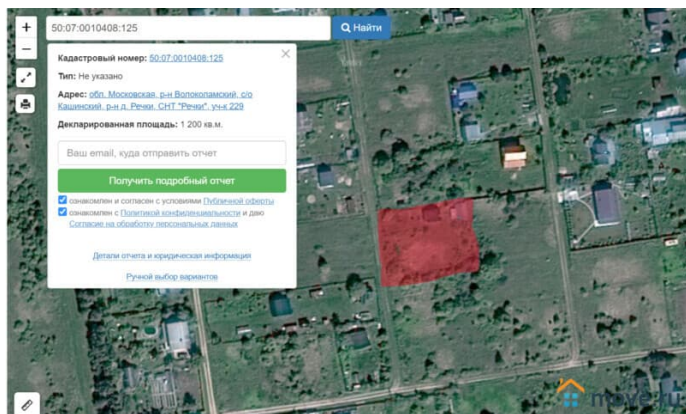 50:07:0010408:125
Найти
Кадастровый номер: 50:07:0010408:125
Тип: Не указано
Адрес: обл. Московская, р-н Волоколамский, с/о
Кашинский, р-н д. Речки, СНТ "Речки", уч-к 229
Декларированная площадь: 1 200 кв.м.
Ваш email, куда отправить отчет
Получить подробный отчет
ознакомлен и согласен с условиями Публичной оферты
ознакомлен с Политикой конфиденциальности и даю
Согласие на обработку персональных данных
Детали отчета и юридическая информация
Ручной выбор вариантов
move.ru